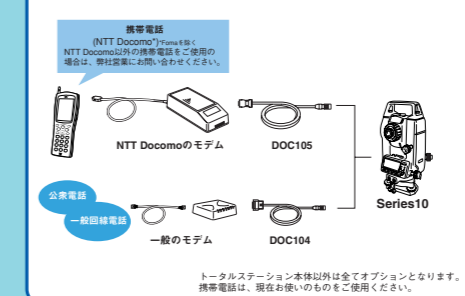 携帯電話
(NTT Docomo*)*Fomaを除く
NTT Docomo以外の携帯電話をご使用の
場合は、弊社営業にお問い合わせください。
NTT Docomoのモデム
DOC105
Series10
公衆電話
一般回線電話
一般のモデム
DOC104
トータルステーション本体以外は全てオプションとなります。
携帯電話は、現在お使いのものをご使用ください。